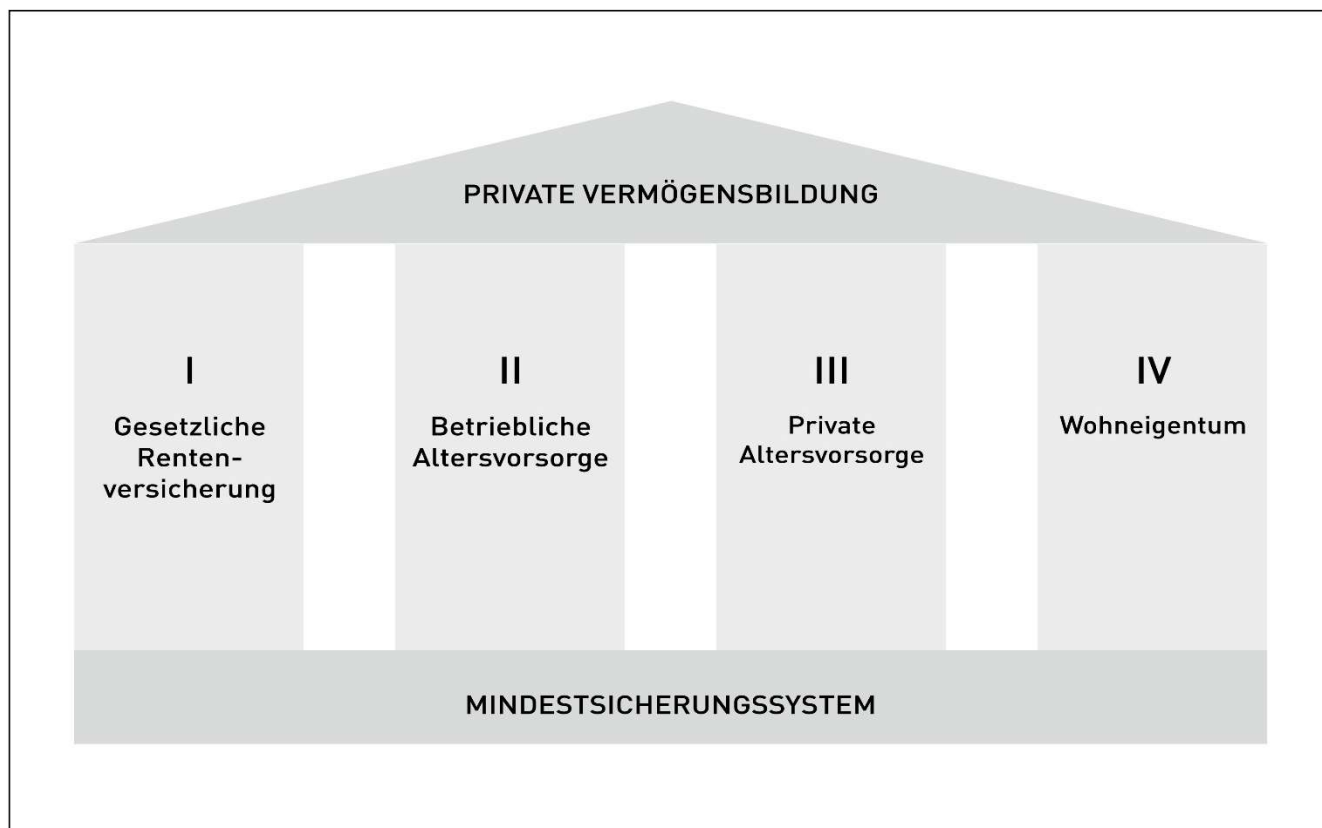 PRIVATE VERMÖGENSBILDUNG
I
Gesetzliche
Renten-
versicherung
II
Betriebliche
Altersvorsorge
III
Private
Altersvorsorge
IV
Wohneigentum
MINDESTSICHERUNGSSYSTEM